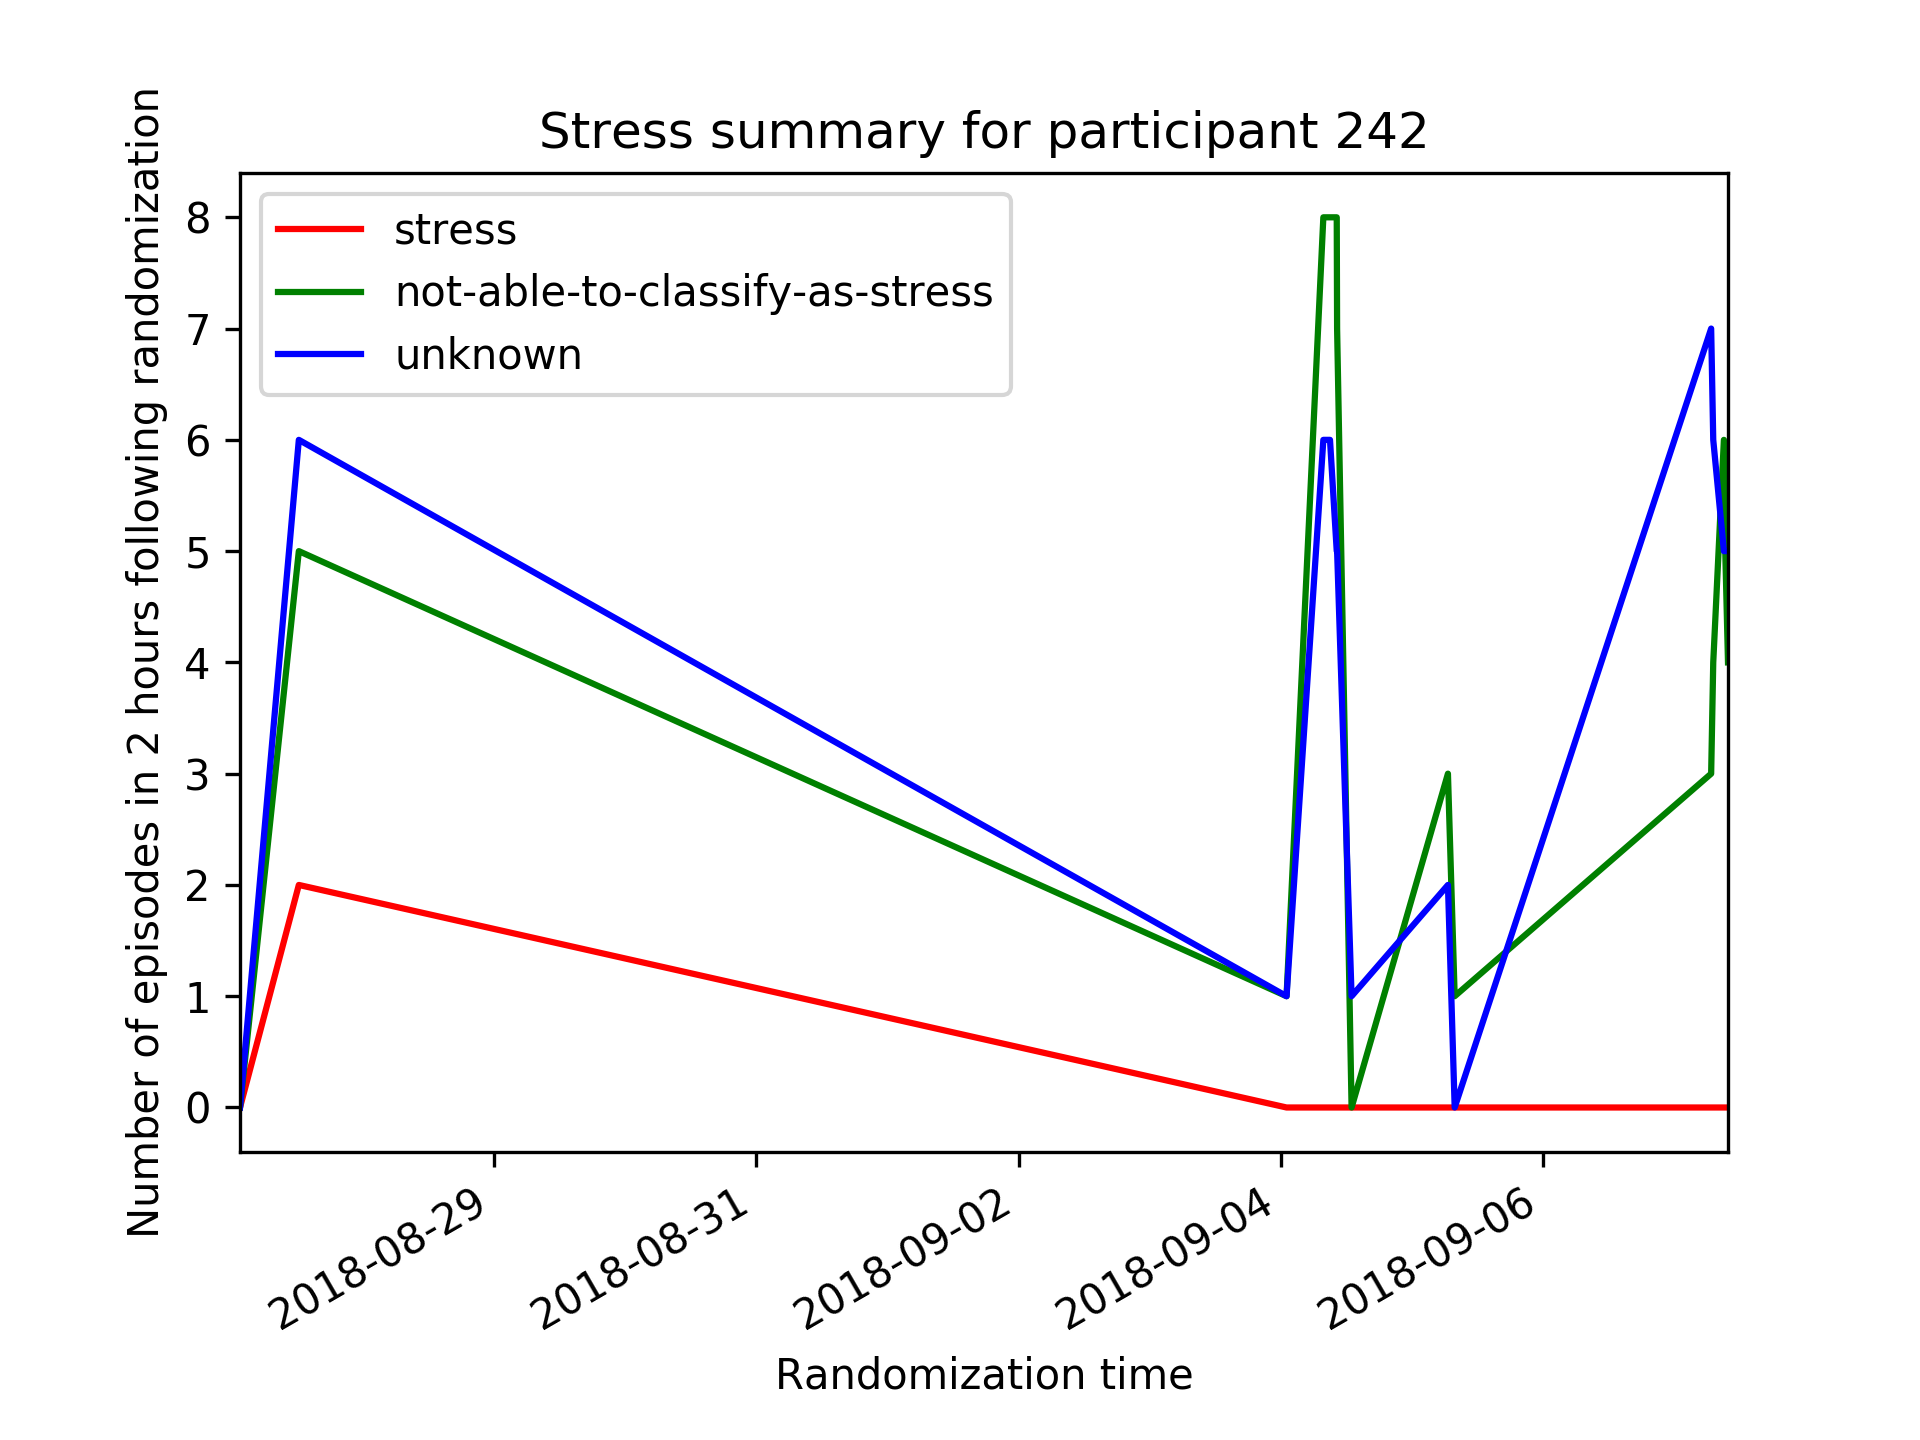 Stress summary for participant 242
Number of episodes in 2 hours following randomization
8
7
6
5
4
3
2
1
0
stress
not-able-to-classify-as-stress
unknown
2018-08-29
2018-08-31
2018-09-02
2018-09-04
2018-09-06
Randomization time